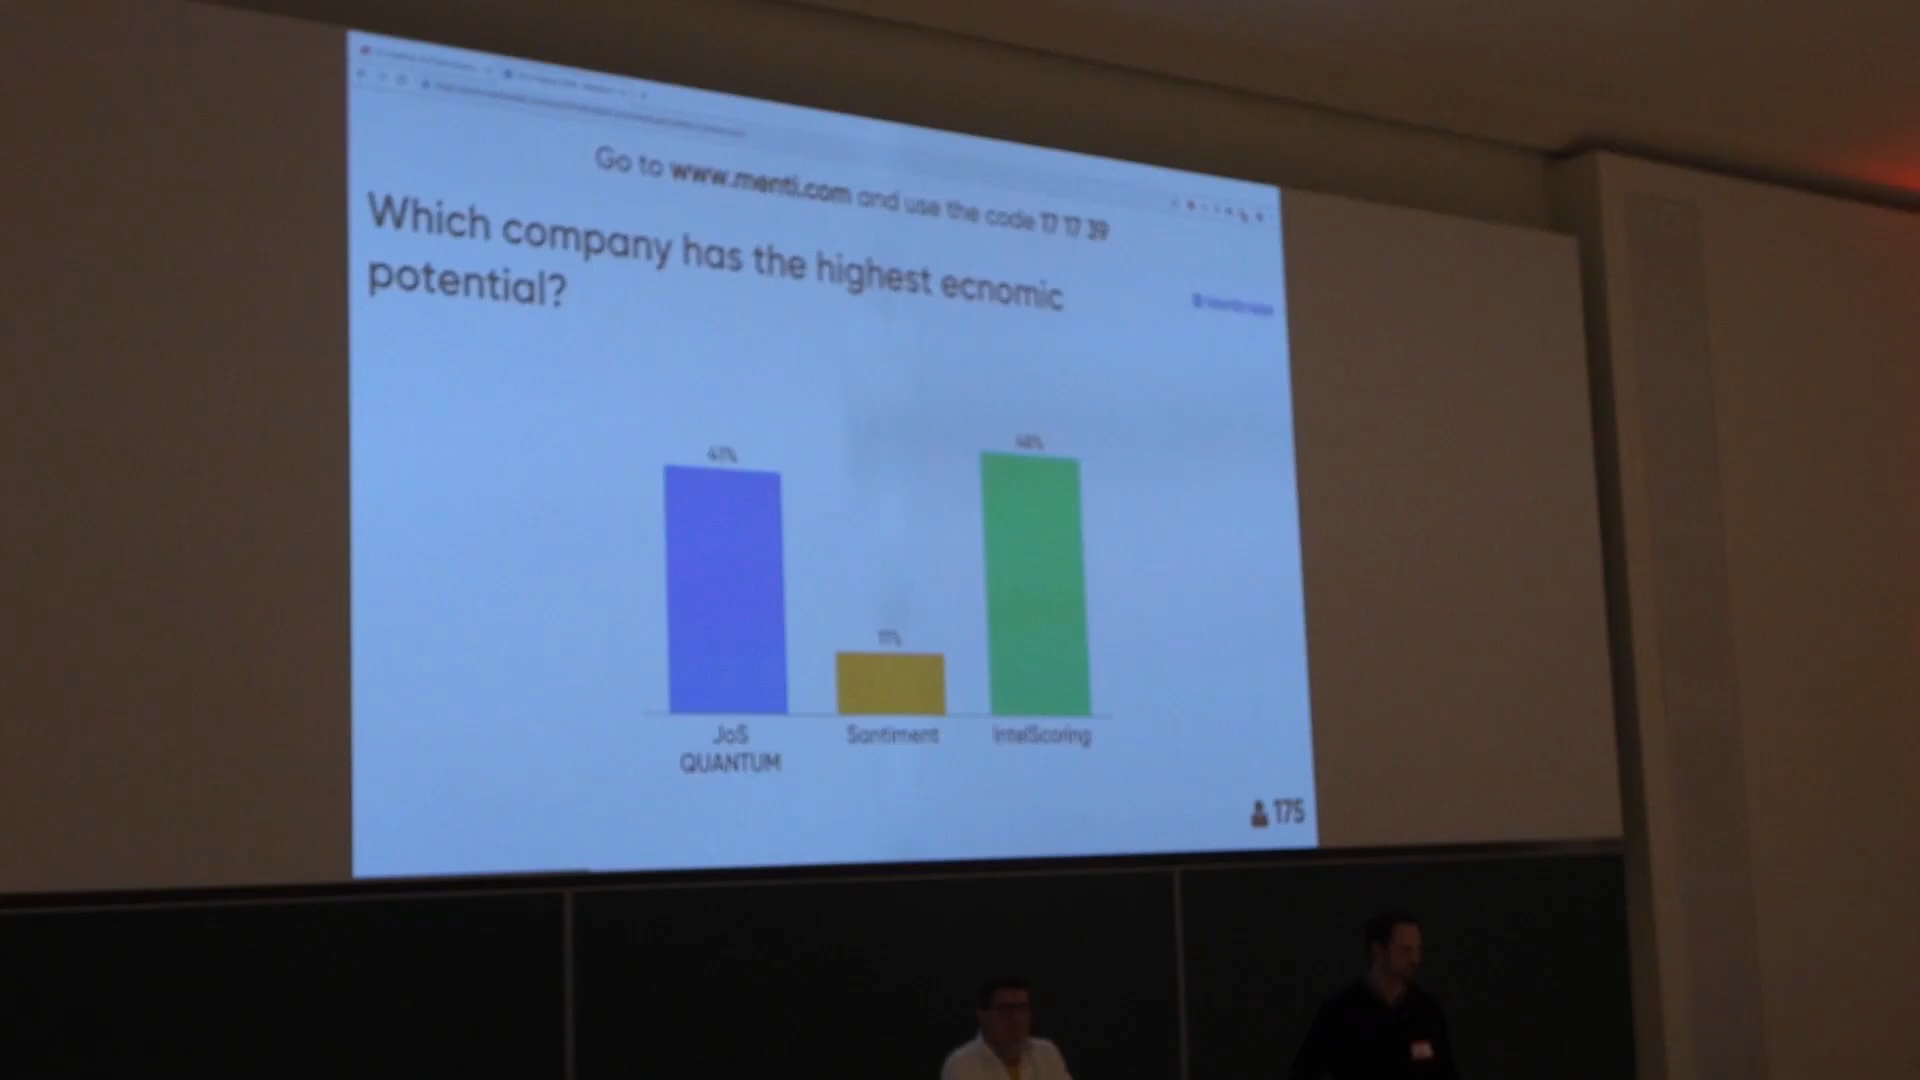 Go to www.menti.com and use the code 17 17 39
Which company has the highest ecnomic
potential?
41%
11%
48%
JoS
QUANTUM
Santiment
IntelScoring
175